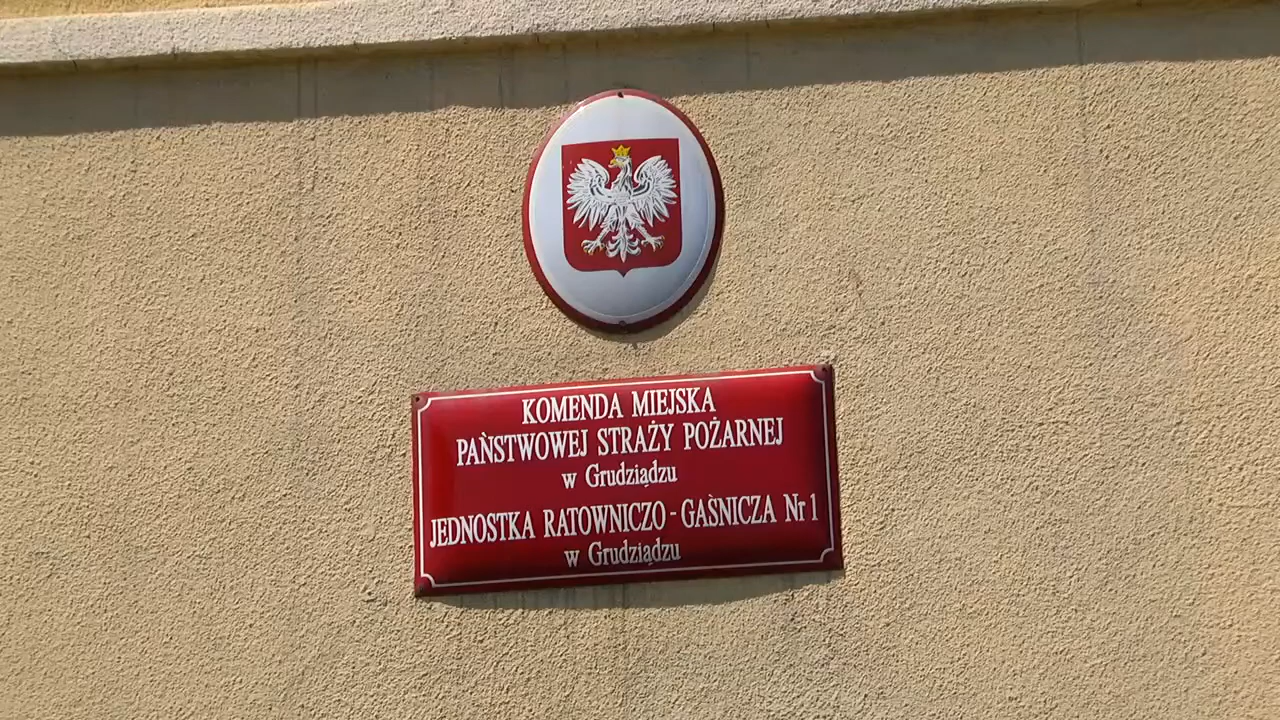 KOMENDA MIEJSKA
PAŃSTWOWEJ STRAŻY POŻARNEJ
w Grudziądzu
JEDNOSTKA RATOWNICZO - GAŚNICZA Nr 1
w Grudziądzu